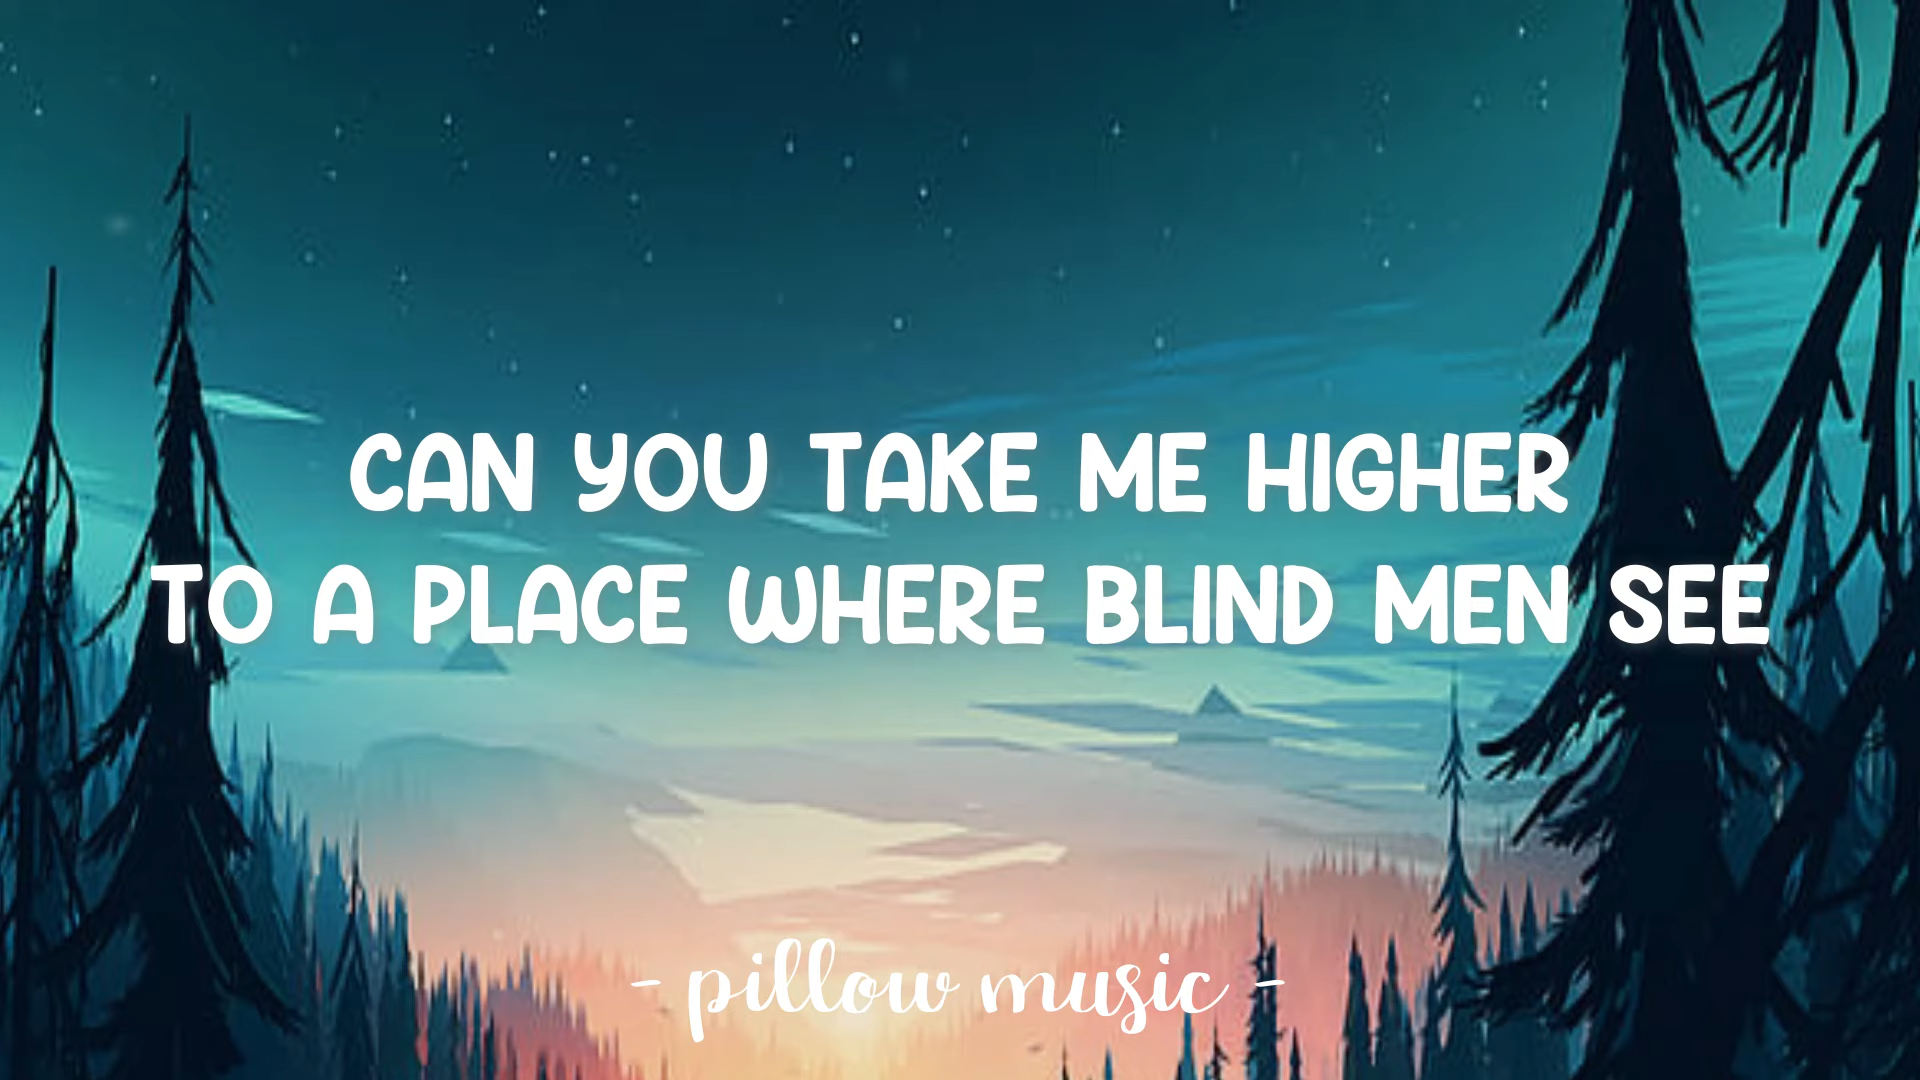 CAN YOU TAKE ME HIGHER
TO A PLACE WHERE BLIND MEN SEE
- pillow music -